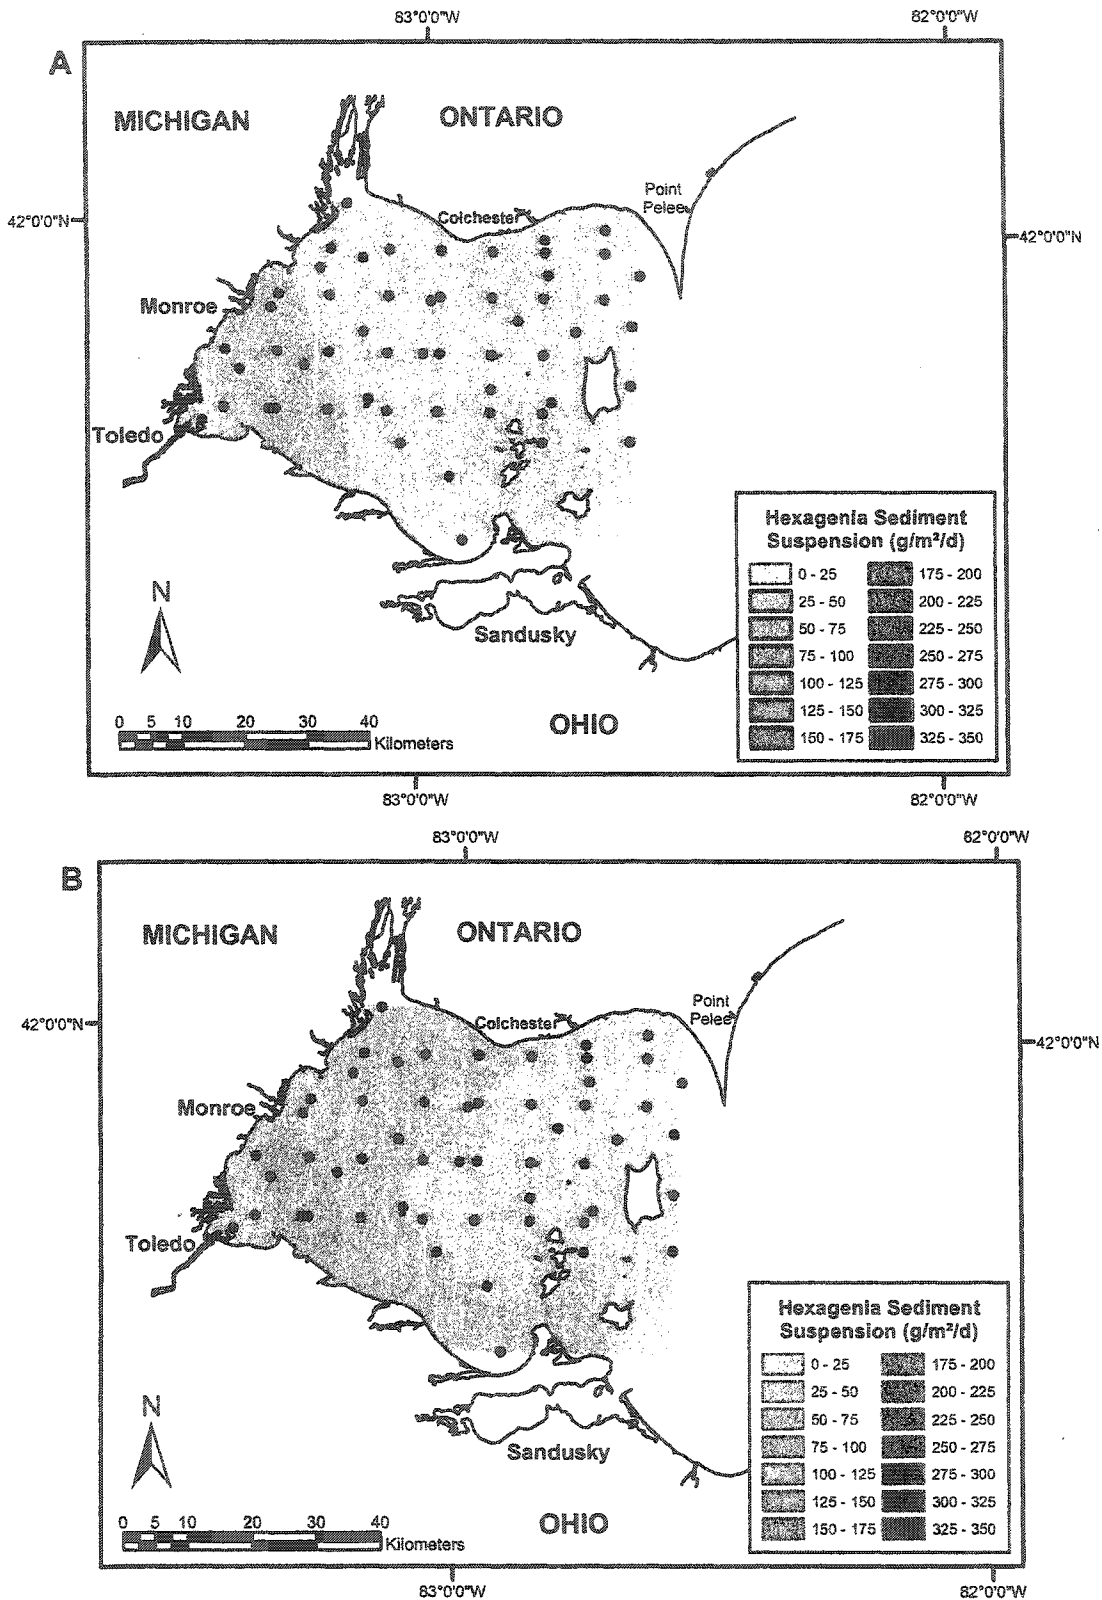 83°0'0"W 82°0'0"W
A
MICHIGAN ONTARIO
Point
Pelee
42°0'0"N
Colchester
42°0'0"N
Monroe
Toledo
Hexagenia Sediment
Suspension (g/m²/d)
0 - 25 175 - 200
25 - 50 200 - 225
50 - 75 225 - 250
75 - 100 250 - 275
100 - 125 275 - 300
125 - 150 300 - 325
150 - 175 325 - 350
N
Sandusky
OHIO
0 5 10 20 30 40
Kilometers
83°0'0"W 82°0'0"W
83°0'0"W 82°0'0"W
B
MICHIGAN ONTARIO
Point
Pelee
42°0'0"N
Colchester
42°0'0"N
Monroe
Toledo
Hexagenia Sediment
Suspension (g/m²/d)
0 - 25 175 - 200
25 - 50 200 - 225
50 - 75 225 - 250
75 - 100 250 - 275
100 - 125 275 - 300
125 - 150 300 - 325
150 - 175 325 - 350
N
Sandusky
OHIO
0 5 10 20 30 40
Kilometers
83°0'0"W 82°0'0"W